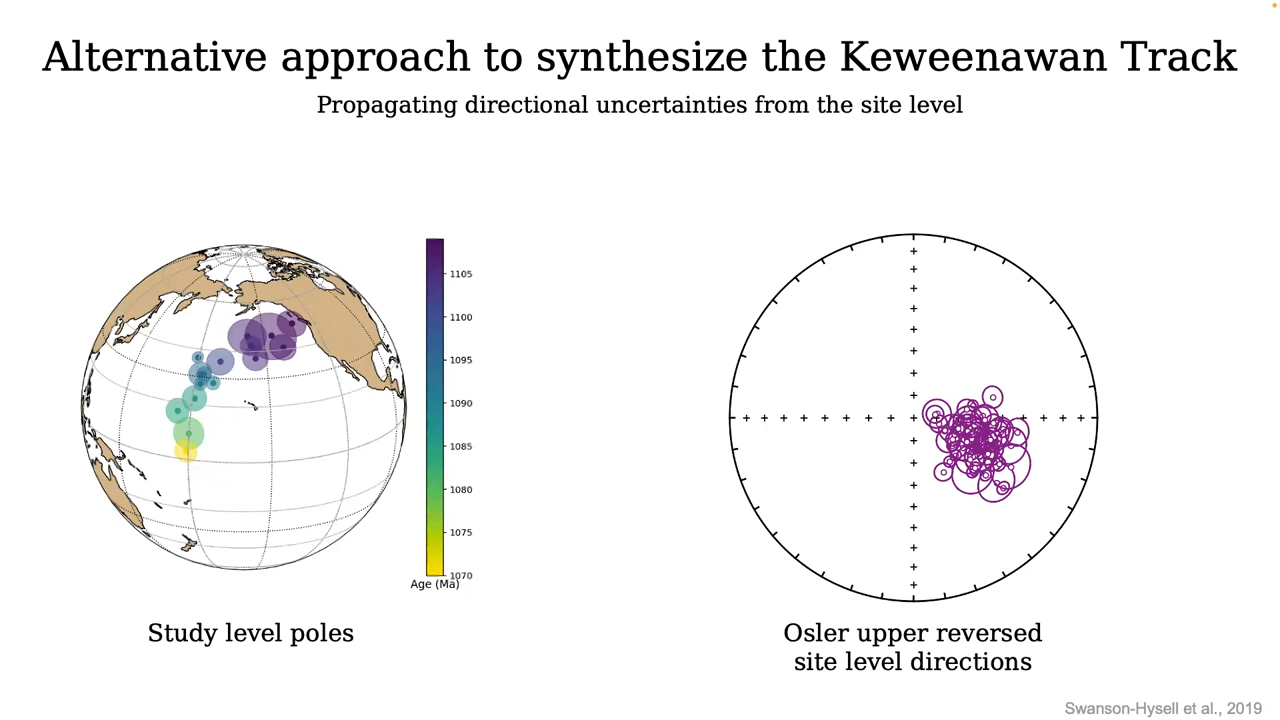 Alternative approach to synthesize the Keweenawan Track
Propagating directional uncertainties from the site level
1105
1100
1095
1090
1085
1080
1075
1070
Age (Ma)
Study level poles
Osler upper reversed
site level directions
Swanson-Hysell et al., 2019